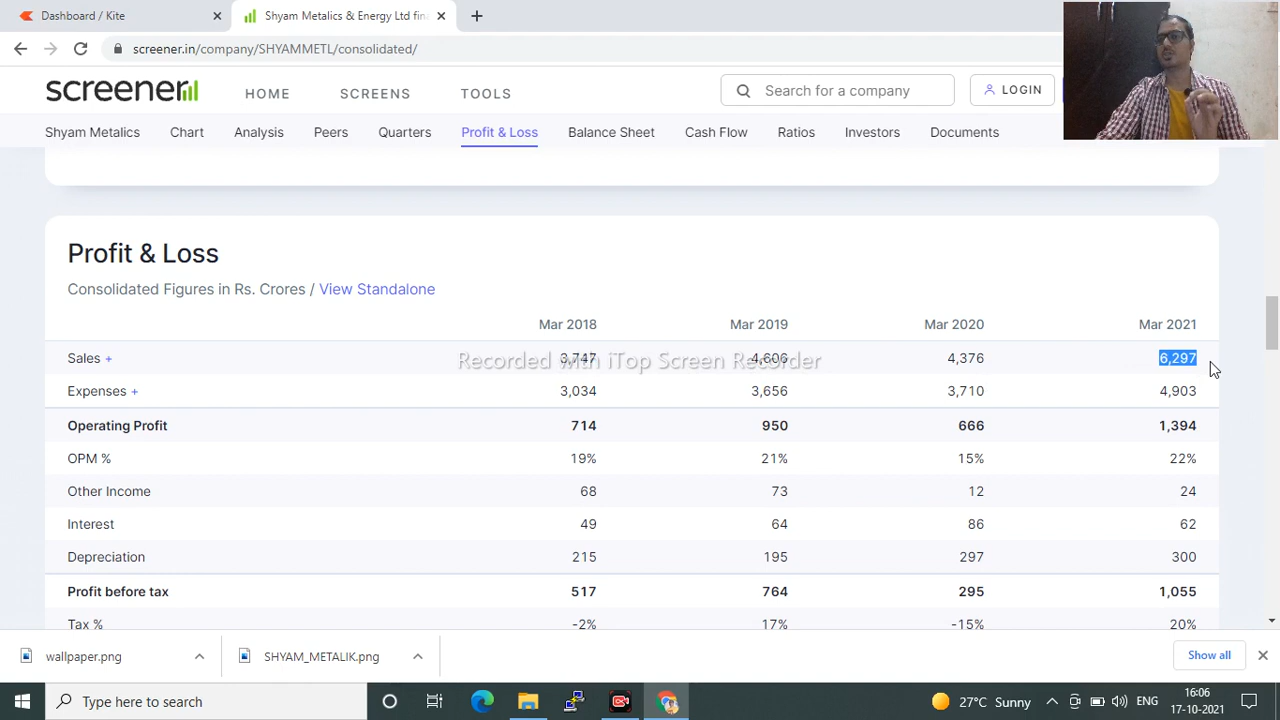 Dashboard / Kite
Shyam Metalics & Energy Ltd fin
screener.in/company/SHYAMMETL/consolidated/
screener
HOME
SCREENS
TOOLS
Search for a company
LOGIN
Shyam Metalics
Chart
Analysis
Peers
Quarters
Profit & Loss
Balance Sheet
Cash Flow
Ratios
Investors
Documents
Profit & Loss
Consolidated Figures in Rs. Crores / View Standalone
Mar 2018 Mar 2019 Mar 2020 Mar 2021
Sales + 3,747 4,606 4,376 6,297
Recorded with iTop Screen Recorder
Expenses + 3,034 3,656 3,710 4,903
Operating Profit 714 950 666 1,394
OPM % 19% 21% 15% 22%
Other Income 68 73 12 24
Interest 49 64 86 62
Depreciation 215 195 297 300
Profit before tax 517 764 295 1,055
Tax % -2% 17% -15% 20%
wallpaper.png
SHYAM_METALIK.png
Show all
Type here to search
27°C Sunny
ENG
16:06
17-10-2021